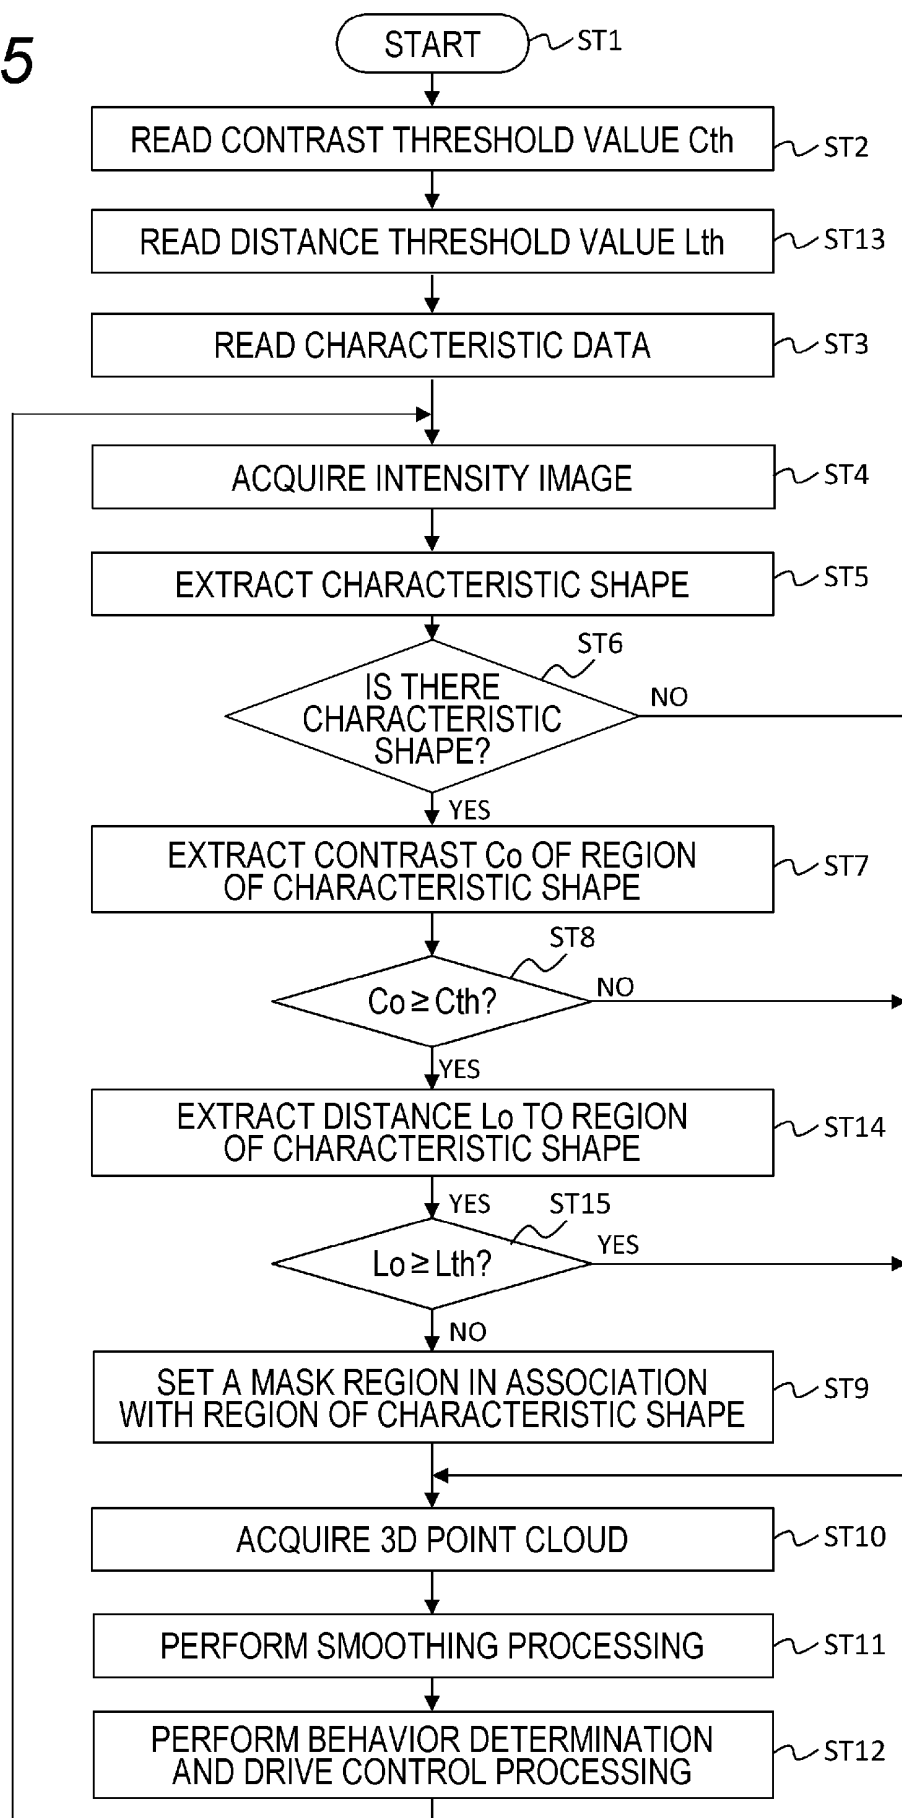 5
START
ST1
READ CONTRAST THRESHOLD VALUE Cth
ST2
READ DISTANCE THRESHOLD VALUE Lth
ST13
READ CHARACTERISTIC DATA
ST3
ACQUIRE INTENSITY IMAGE
ST4
EXTRACT CHARACTERISTIC SHAPE
ST5
ST6
IS THERE
CHARACTERISTIC
SHAPE?
NO
YES
EXTRACT CONTRAST Co OF REGION
OF CHARACTERISTIC SHAPE
ST7
ST8
Co ≥ Cth?
NO
YES
EXTRACT DISTANCE Lo TO REGION
OF CHARACTERISTIC SHAPE
ST14
YES
ST15
Lo ≥ Lth?
YES
NO
SET A MASK REGION IN ASSOCIATION
WITH REGION OF CHARACTERISTIC SHAPE
ST9
ACQUIRE 3D POINT CLOUD
ST10
PERFORM SMOOTHING PROCESSING
ST11
PERFORM BEHAVIOR DETERMINATION
AND DRIVE CONTROL PROCESSING
ST12